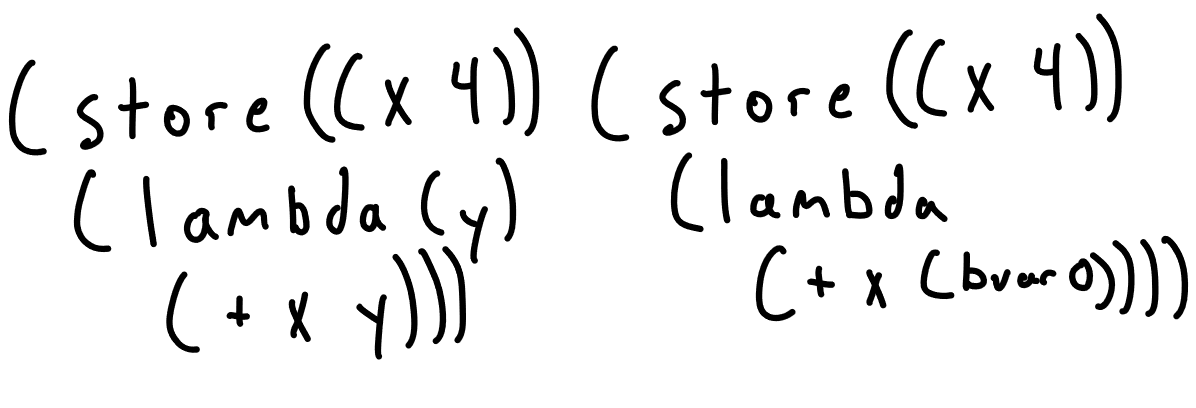 (store ((x 4))
(lambda (y)
(+ x y)))
(store ((x 4))
(lambda
(+ x (bvar 0))))